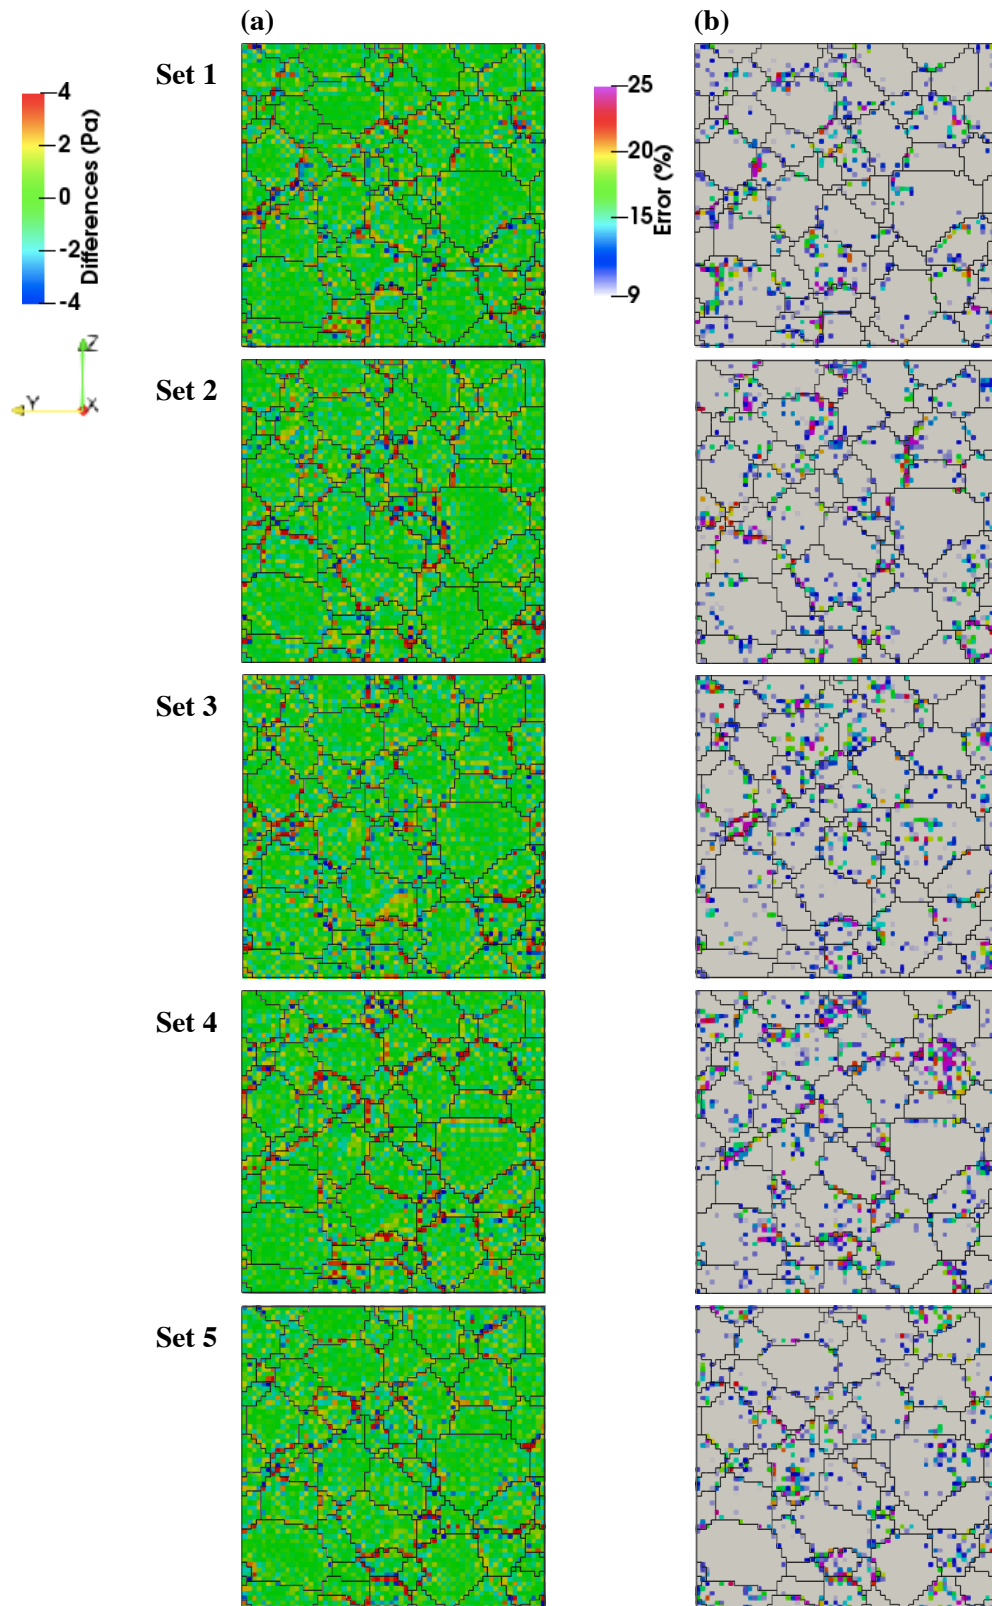 (a)
(b)
Set 1
4
2
0
-2
-4
Differences (Pa)
25
20
15
9
Error (%)
Z
Y
X
Set 2
Set 3
Set 4
Set 5